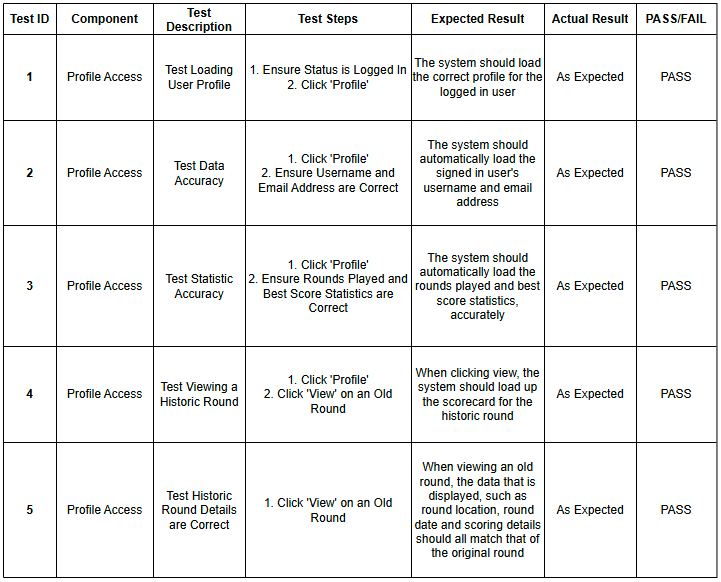 Test ID Component Test Description Test Steps Expected Result Actual Result PASS/FAIL
1
Profile Access
Test Loading
User Profile
1. Ensure Status is Logged In
2. Click 'Profile'
The system should load
the correct profile for the
logged in user
As Expected
PASS
2
Profile Access
Test Data
Accuracy
1. Click 'Profile'
2. Ensure Username and
Email Address are Correct
The system should
automatically load the
signed in user's
username and email
address
As Expected
PASS
3
Profile Access
Test Statistic
Accuracy
1. Click 'Profile'
2. Ensure Rounds Played and
Best Score Statistics are
Correct
The system should
automatically load the
rounds played and best
score statistics,
accurately
As Expected
PASS
4
Profile Access
Test Viewing a
Historic Round
1. Click 'Profile'
2. Click 'View' on an Old
Round
When clicking view, the
system should load up
the scorecard for the
historic round
As Expected
PASS
5
Profile Access
Test Historic
Round Details
are Correct
1. Click 'View' on an Old
Round
When viewing an old
round, the data that is
displayed, such as
round location, round
date and scoring details
should all match that of
the original round
As Expected
PASS